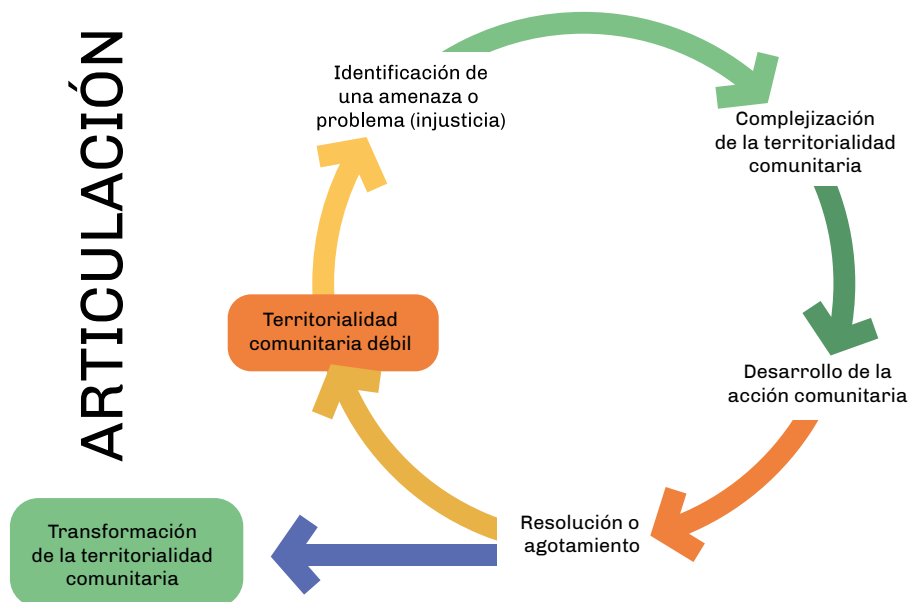 ARTICULACIÓN
Identificación de
una amenaza o
problema (injusticia)
Complejización
de la territorialidad
comunitaria
Desarrollo de la
acción comunitaria
Resolución o
agotamiento
Territorialidad
comunitaria débil
Transformación
de la territorialidad
comunitaria